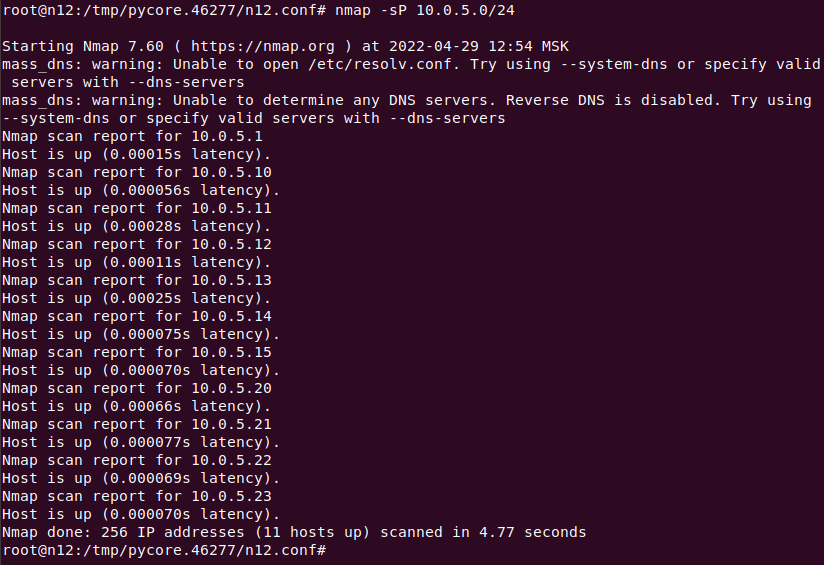 root@n12:/tmp/pycore.46277/n12.conf# nmap -sP 10.0.5.0/24
Starting Nmap 7.60 ( https://nmap.org ) at 2022-04-29 12:54 MSK
mass_dns: warning: Unable to open /etc/resolv.conf. Try using --system-dns or specify valid
 servers with --dns-servers
mass_dns: warning: Unable to determine any DNS servers. Reverse DNS is disabled. Try using
--system-dns or specify valid servers with --dns-servers
Nmap scan report for 10.0.5.1
Host is up (0.00015s latency).
Nmap scan report for 10.0.5.10
Host is up (0.000056s latency).
Nmap scan report for 10.0.5.11
Host is up (0.00028s latency).
Nmap scan report for 10.0.5.12
Host is up (0.00011s latency).
Nmap scan report for 10.0.5.13
Host is up (0.00025s latency).
Nmap scan report for 10.0.5.14
Host is up (0.000075s latency).
Nmap scan report for 10.0.5.15
Host is up (0.000070s latency).
Nmap scan report for 10.0.5.20
Host is up (0.00066s latency).
Nmap scan report for 10.0.5.21
Host is up (0.000077s latency).
Nmap scan report for 10.0.5.22
Host is up (0.000069s latency).
Nmap scan report for 10.0.5.23
Host is up (0.000070s latency).
Nmap done: 256 IP addresses (11 hosts up) scanned in 4.77 seconds
root@n12:/tmp/pycore.46277/n12.conf#